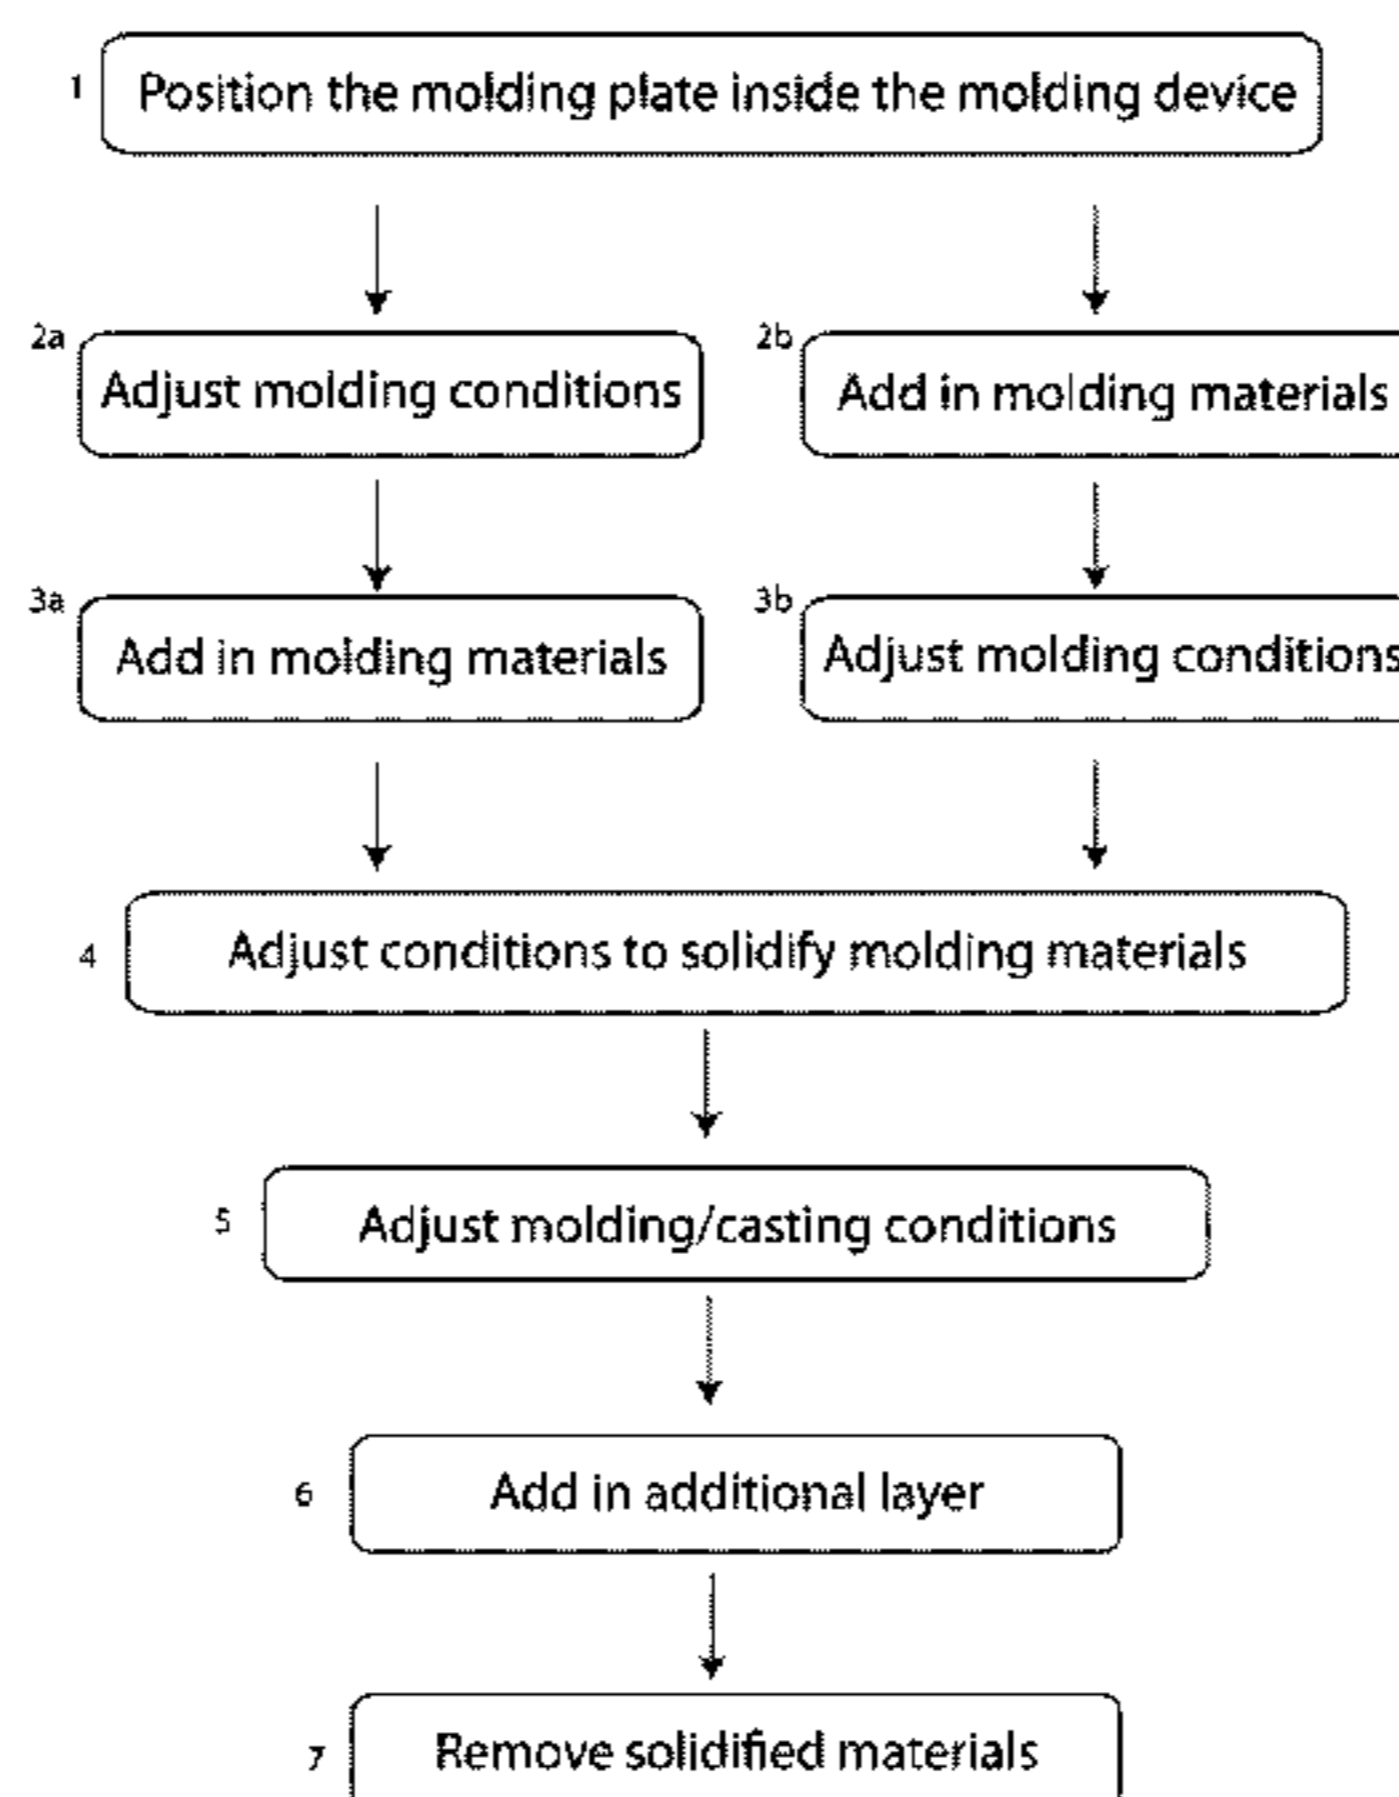 1 Position the molding plate inside the molding device
2a Adjust molding conditions
2b Add in molding materials
3a Add in molding materials
3b Adjust molding conditions
4 Adjust conditions to solidify molding materials
5 Adjust molding/casting conditions
6 Add in additional layer
7 Remove solidified materials